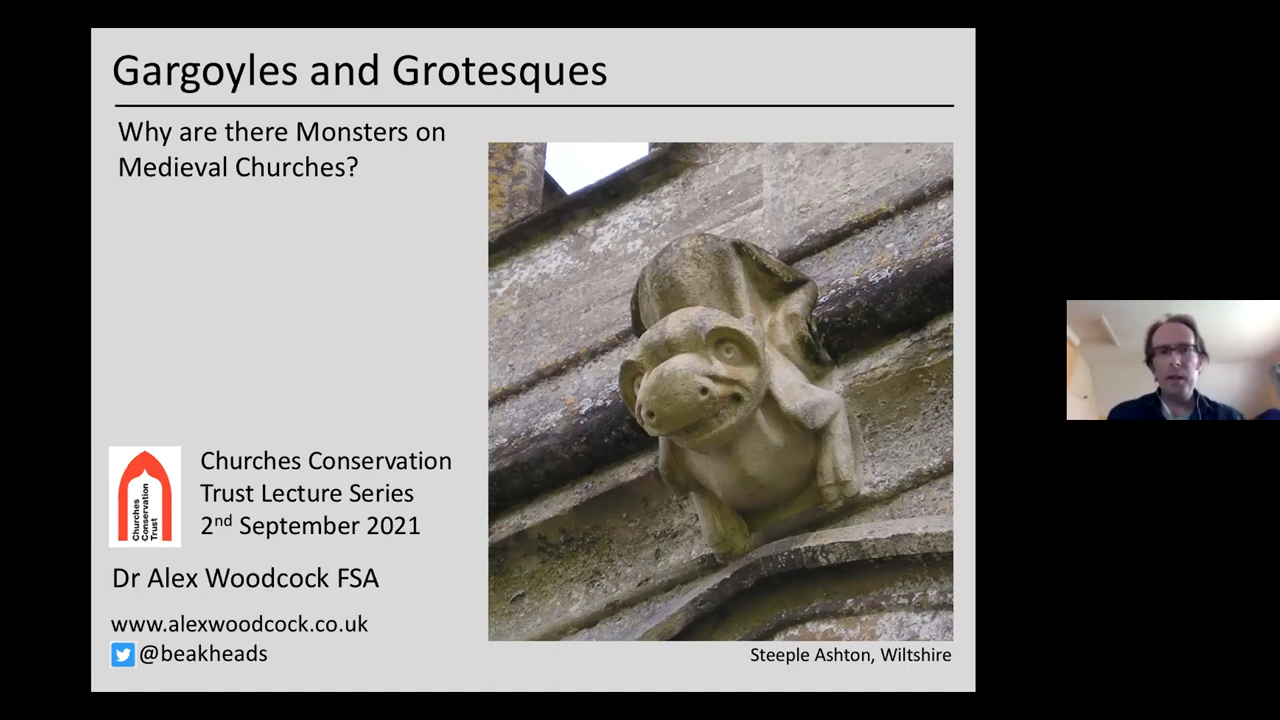 Gargoyles and Grotesques
Why are there Monsters on
Medieval Churches?
Churches
Conservation
Trust
Churches Conservation
Trust Lecture Series
2nd September 2021
Dr Alex Woodcock FSA
www.alexwoodcock.co.uk
@beakheads
Steeple Ashton, Wiltshire